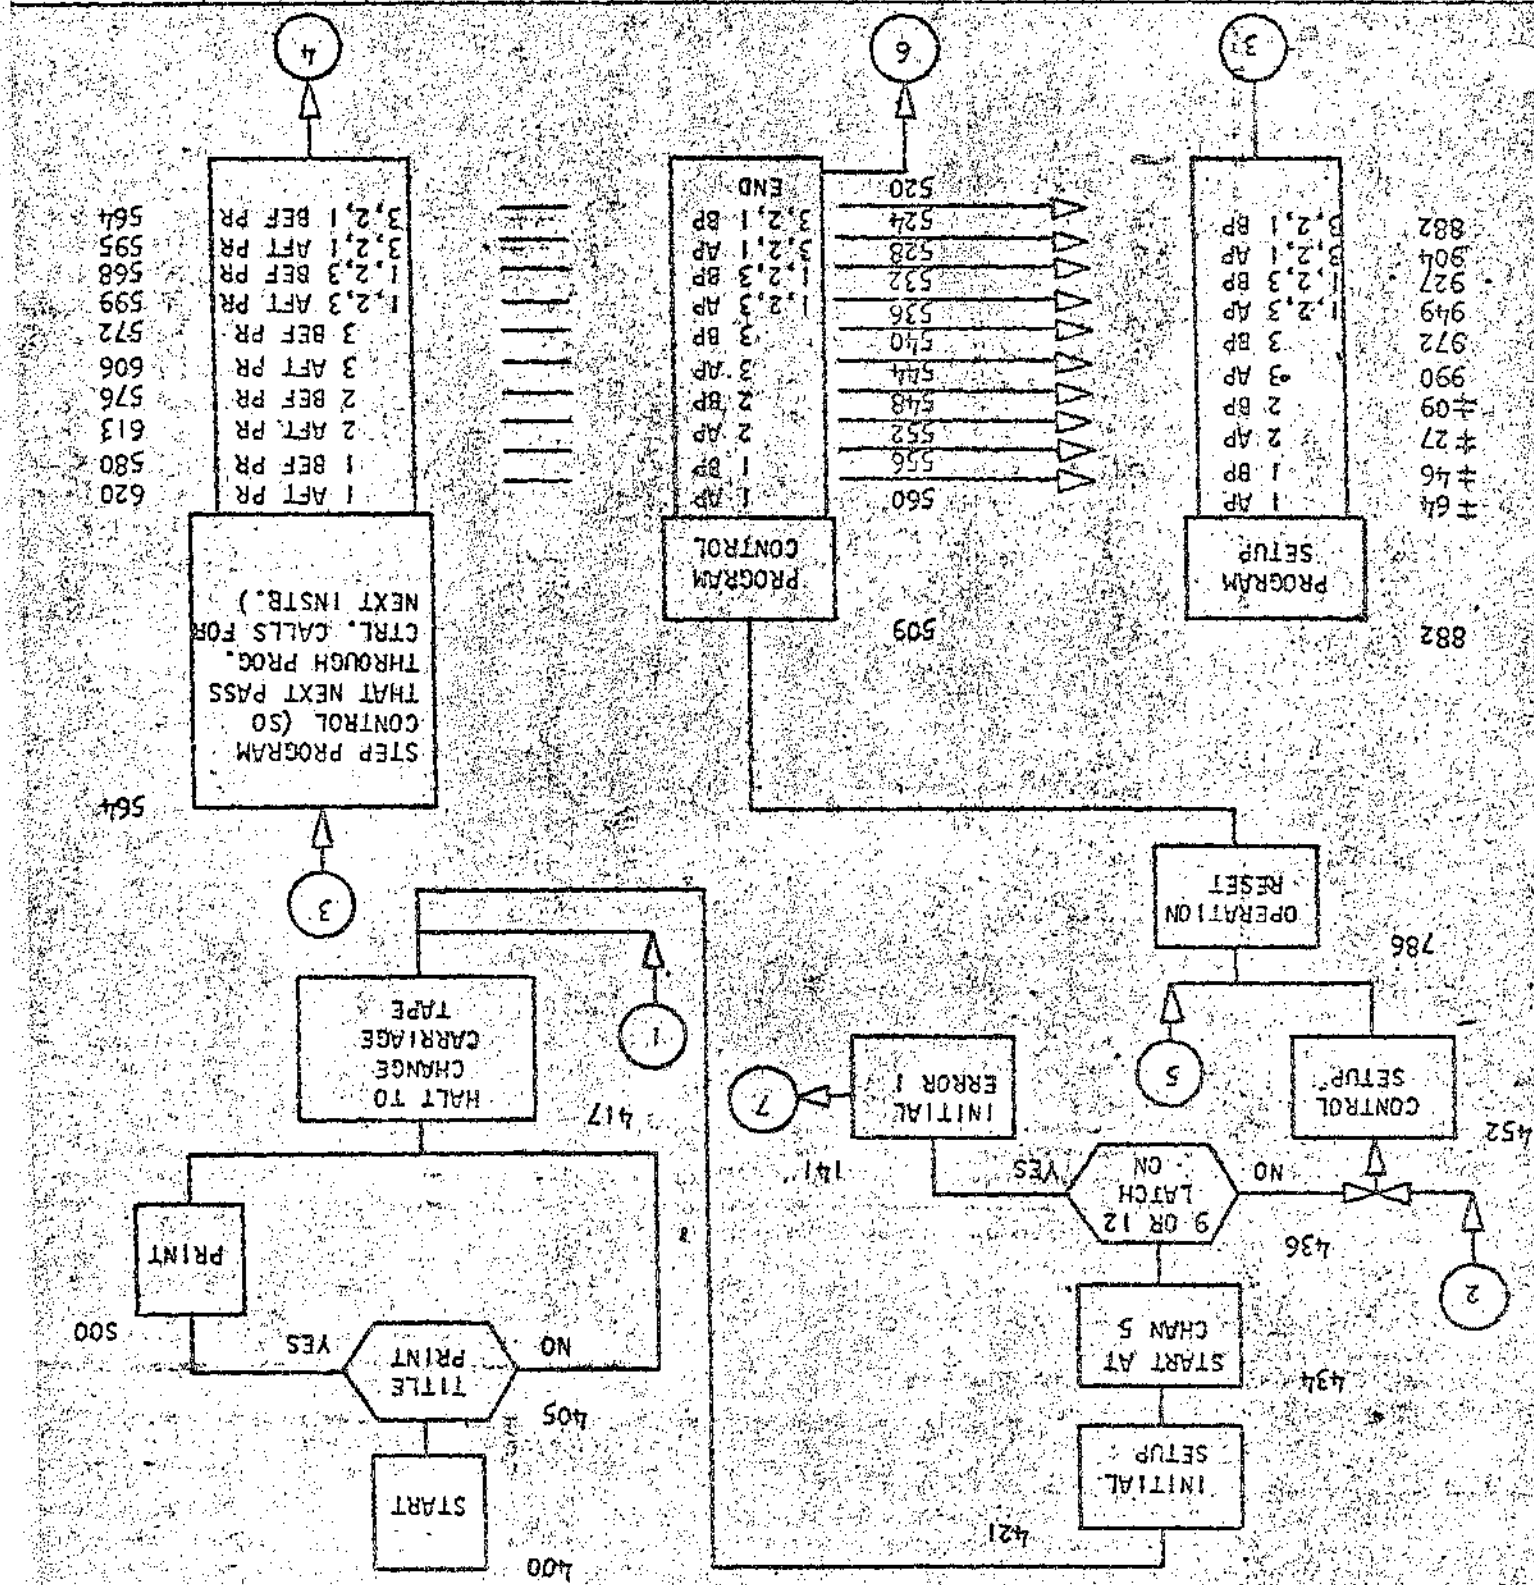 400
START
405
TITLE
PRINT
NO
YES
500
PRINT
417
HALT TO
CHANGE
CARRIAGE
TAPE
1
421
INITIAL
SETUP
434
START AT
CHAN 5
436
9 OR 12
LATCH
ON
NO
YES
2
141
INITIAL
ERROR 1
7
452
CONTROL
SETUP
5
786
OPERATION
RESET
882
PROGRAM
SETUP
‡64 1 AP
‡46 1 BP
‡27 2 AP
‡09 2 BP
990 3 AP
972 3 BP
949 1,2,3 AP
927 1,2,3 BP
904 3,2,1 AP
882 3,2,1 BP
3
509
PROGRAM
CONTROL
560 1 AP
556 1 BP
552 2 AP
548 2 BP
544 3 AP
540 3 BP
536 1,2,3 AP
532 1,2,3 BP
528 3,2,1 AP
524 3,2,1 BP
520 END
6
3
564
STEP PROGRAM
CONTROL (SO
THAT NEXT PASS
THROUGH PROG.
CTRL. CALLS FOR
NEXT INSTR.)
1 AFT PR 620
1 BEF PR 580
2 AFT PR 613
2 BEF PR 576
3 AFT PR 606
3 BEF PR 572
1,2,3 AFT PR 599
1,2,3 BEF PR 568
3,2,1 AFT PR 595
3,2,1 BEF PR 564
4